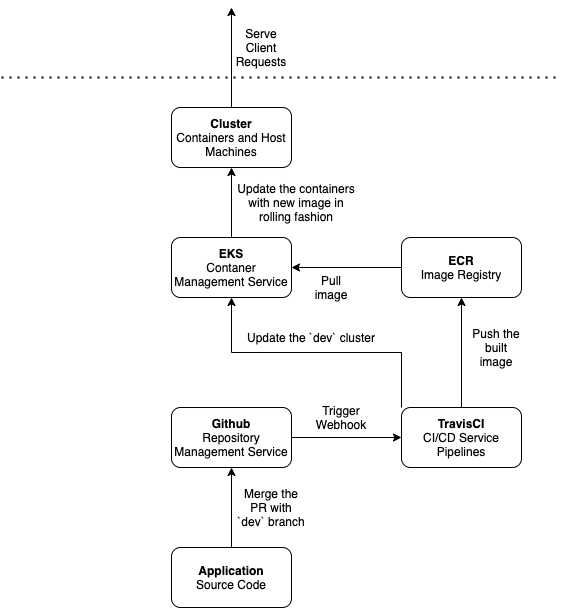 Serve
Client
Requests
Cluster
Containers and Host
Machines
Update the containers
with new image in
rolling fashion
EKS
Contaner
Management Service
ECR
Image Registry
Pull
image
Update the `dev` cluster
Push the
built
image
Github
Repository
Management Service
Trigger
Webhook
TravisCI
CI/CD Service
Pipelines
Merge the
PR with
`dev` branch
Application
Source Code